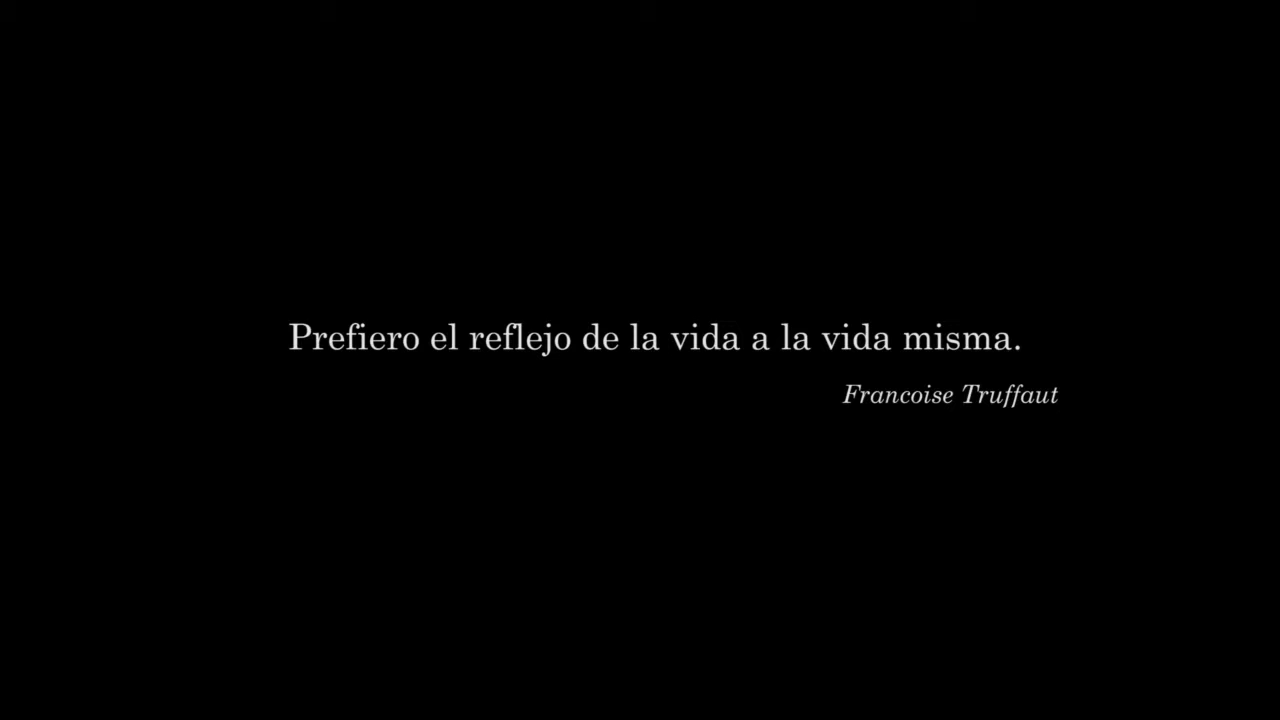 Prefiero el reflejo de la vida a la vida misma.
Francoise Truffaut